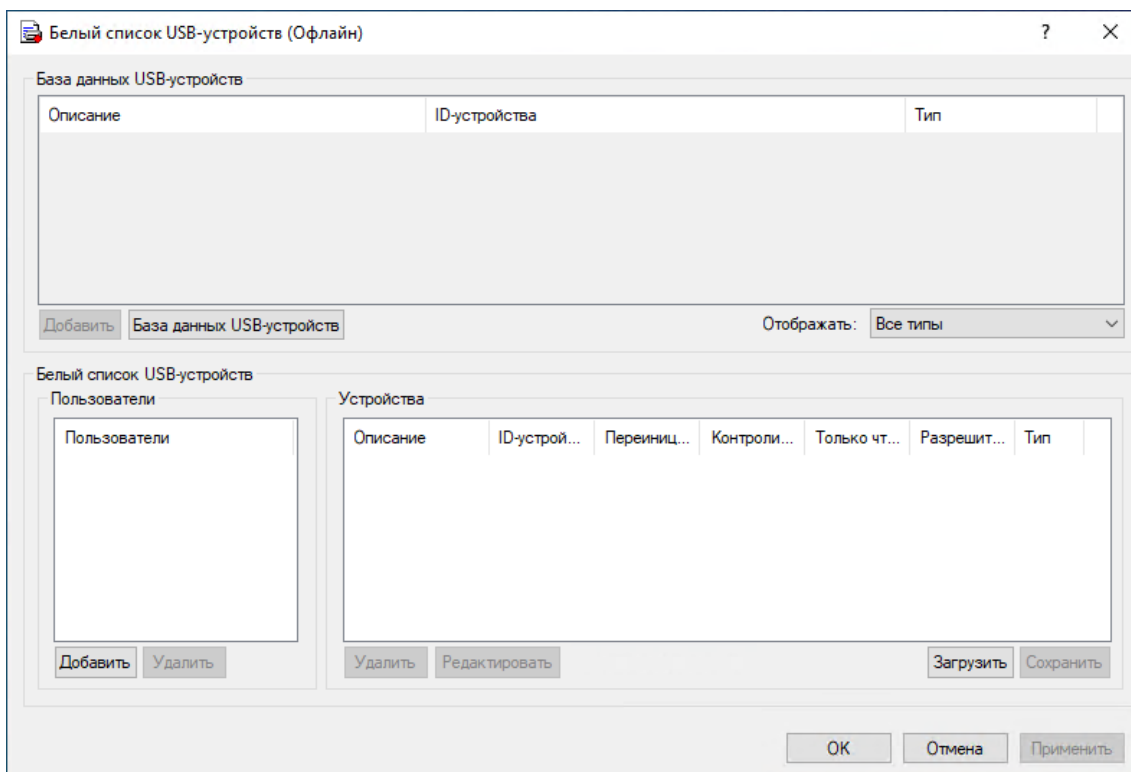 Белый список USB-устройств (Офлайн) ?
База данных USB-устройств
Описание ID-устройства Тип
Добавить База данных USB-устройств Отображать: Все типы
Белый список USB-устройств
Пользователи Устройства
Пользователи Описание ID-устрой... Переиниц... Контроли... Только чт... Разрешит... Тип
Добавить Удалить Удалить Редактировать Загрузить Сохранить
OK Отмена Применить